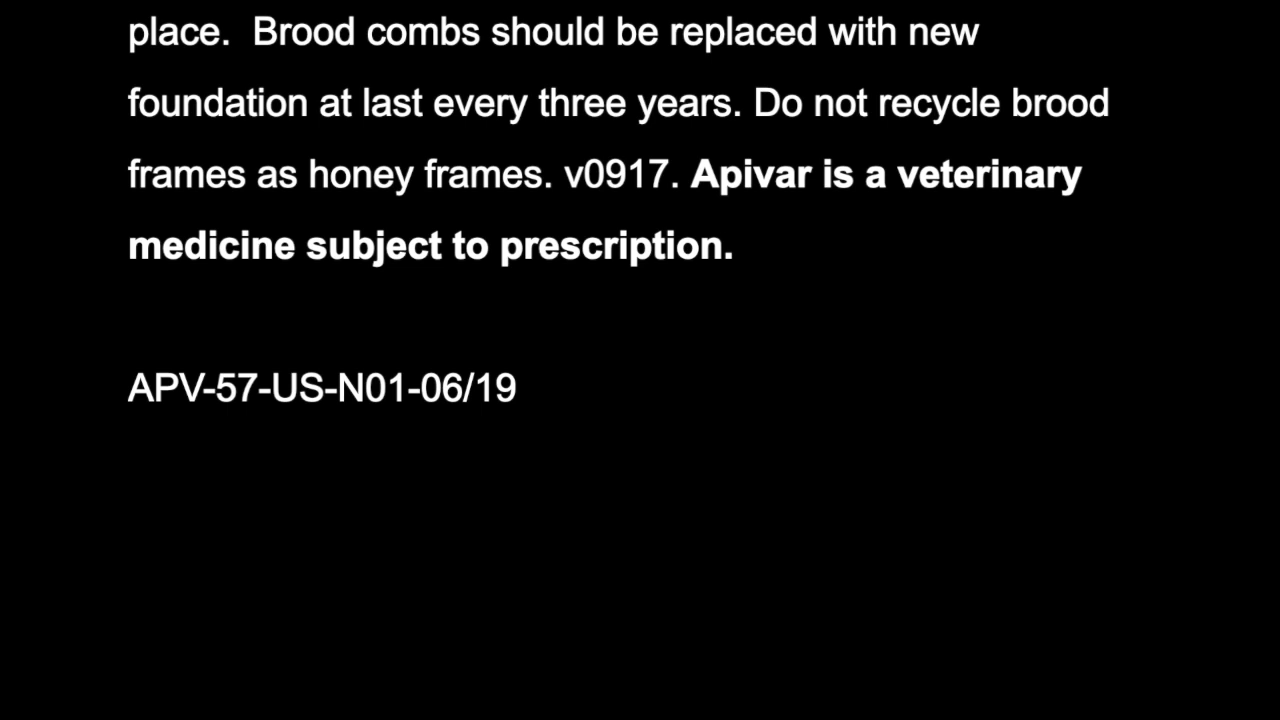 place.  Brood combs should be replaced with new
foundation at last every three years. Do not recycle brood
frames as honey frames. v0917. Apivar is a veterinary
medicine subject to prescription.
APV-57-US-N01-06/19